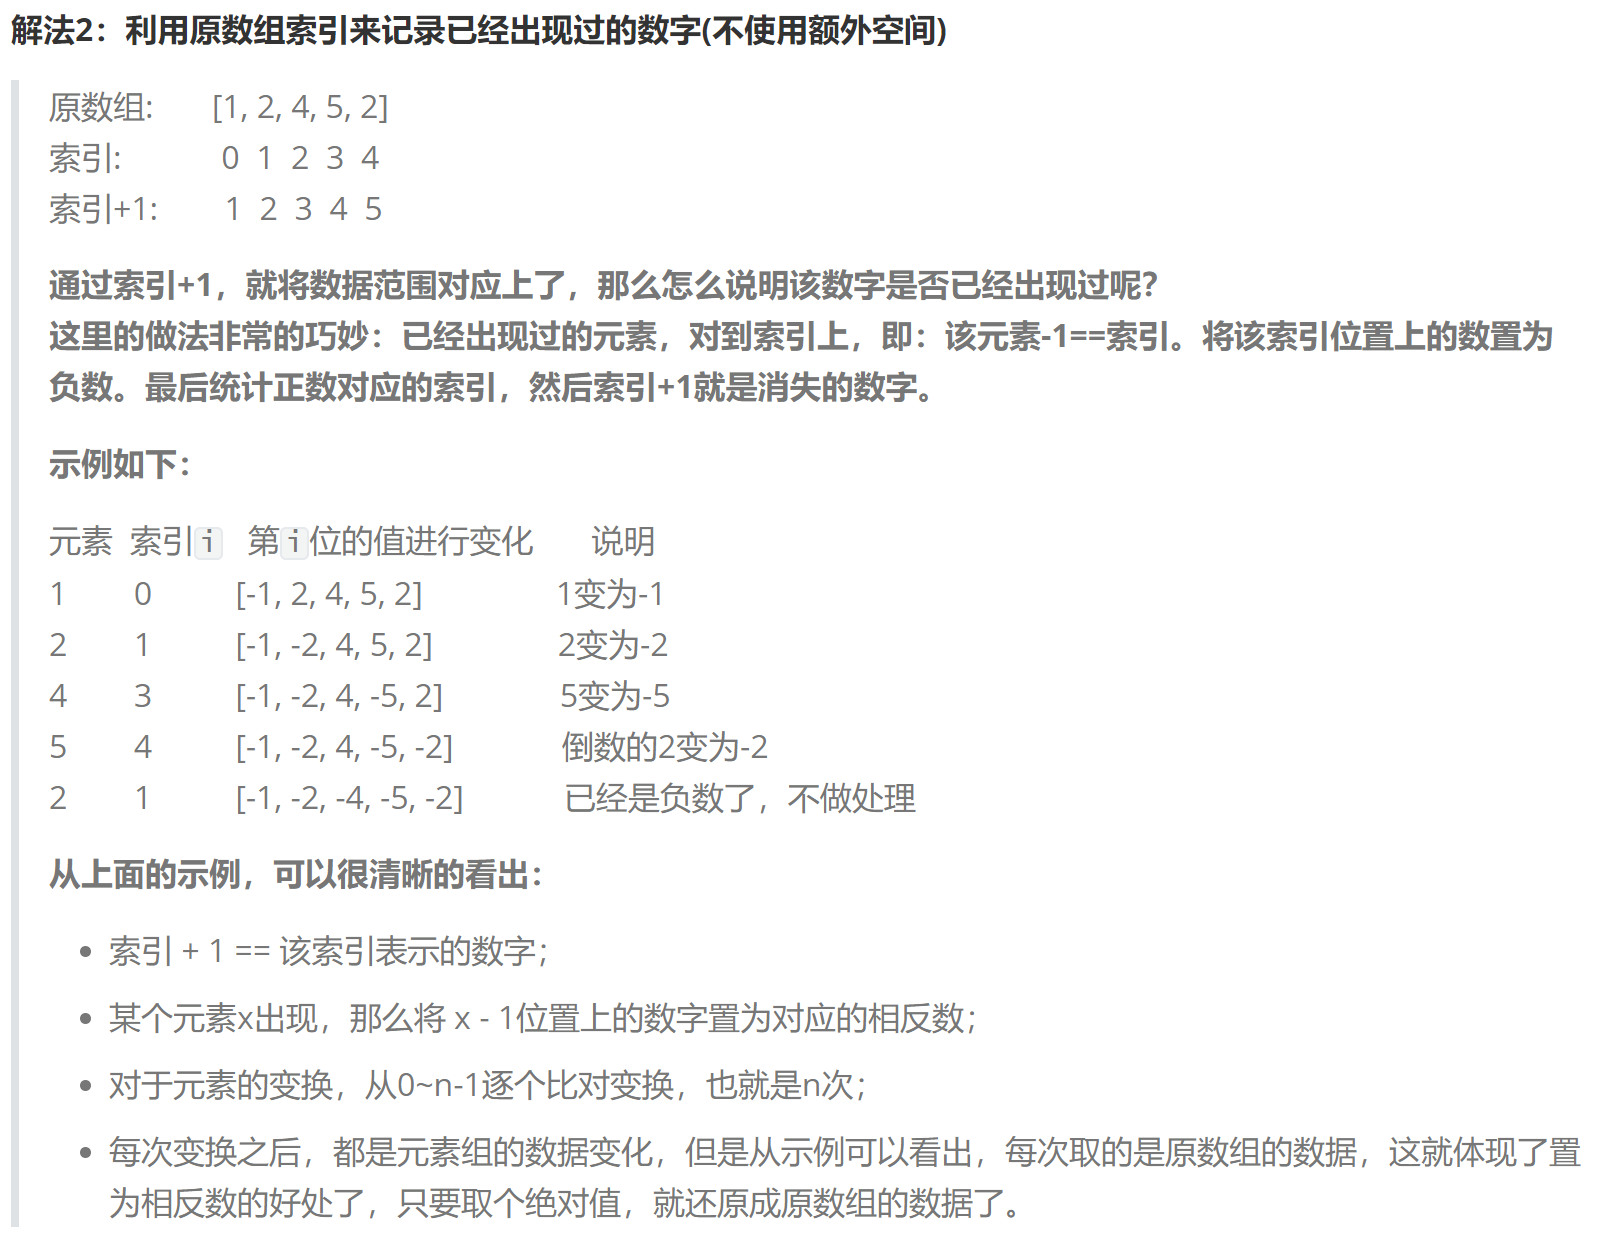 解法2：利用原数组索引来记录已经出现过的数字(不使用额外空间)
原数组: [1, 2, 4, 5, 2]
索引: 0 1 2 3 4
索引+1: 1 2 3 4 5
通过索引+1，就将数据范围对应上了，那么怎么说明该数字是否已经出现过呢?
这里的做法非常的巧妙：已经出现过的元素，对到索引上，即：该元素-1==索引。将该索引位置上的数置为
负数。最后统计正数对应的索引，然后索引+1就是消失的数字。
示例如下：
元素 索引i 第i位的值进行变化 说明
1 0 [-1, 2, 4, 5, 2] 1变为-1
2 1 [-1, -2, 4, 5, 2] 2变为-2
4 3 [-1, -2, 4, -5, 2] 5变为-5
5 4 [-1, -2, 4, -5, -2] 倒数的2变为-2
2 1 [-1, -2, -4, -5, -2] 已经是负数了，不做处理
从上面的示例，可以很清晰的看出：
索引 + 1 == 该索引表示的数字；
某个元素x出现，那么将 x - 1位置上的数字置为对应的相反数；
对于元素的变换，从0~n-1逐个比对变换，也就是n次；
每次变换之后，都是元素组的数据变化，但是从示例可以看出，每次取的是原数组的数据，这就体现了置
为相反数的好处了，只要取个绝对值，就还原成原数组的数据了。